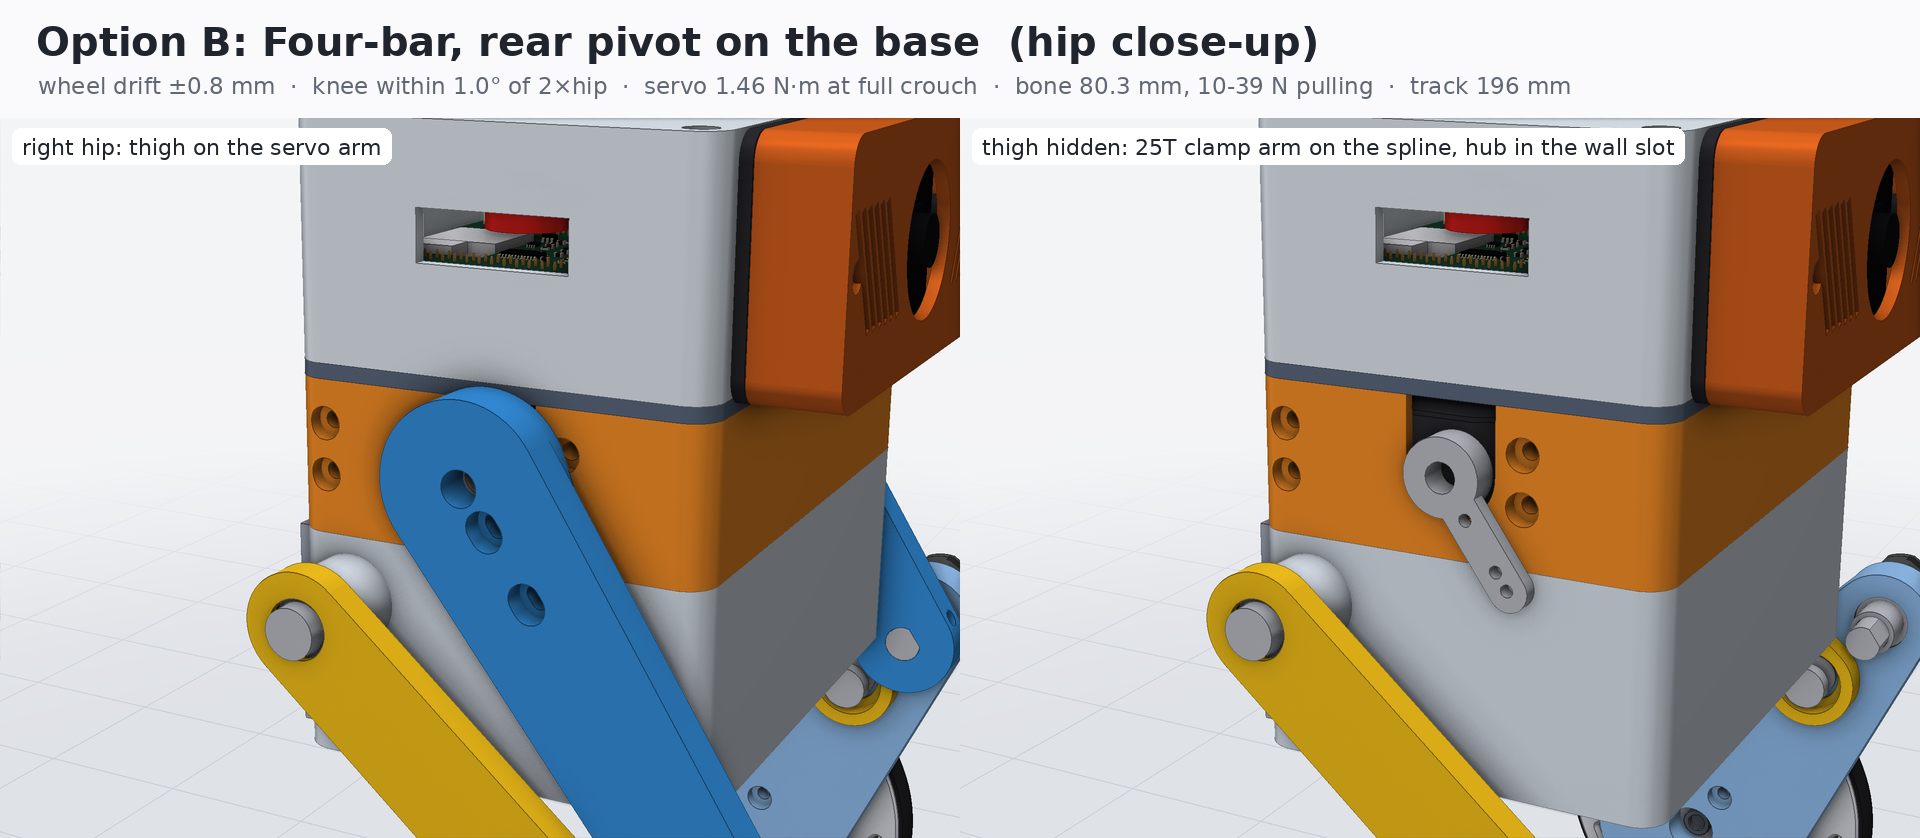 Option B: Four-bar, rear pivot on the base  (hip close-up)
wheel drift ±0.8 mm  ·  knee within 1.0° of 2×hip  ·  servo 1.46 N·m at full crouch  ·  bone 80.3 mm, 10-39 N pulling  ·  track 196 mm
right hip: thigh on the servo arm
thigh hidden: 25T clamp arm on the spline, hub in the wall slot